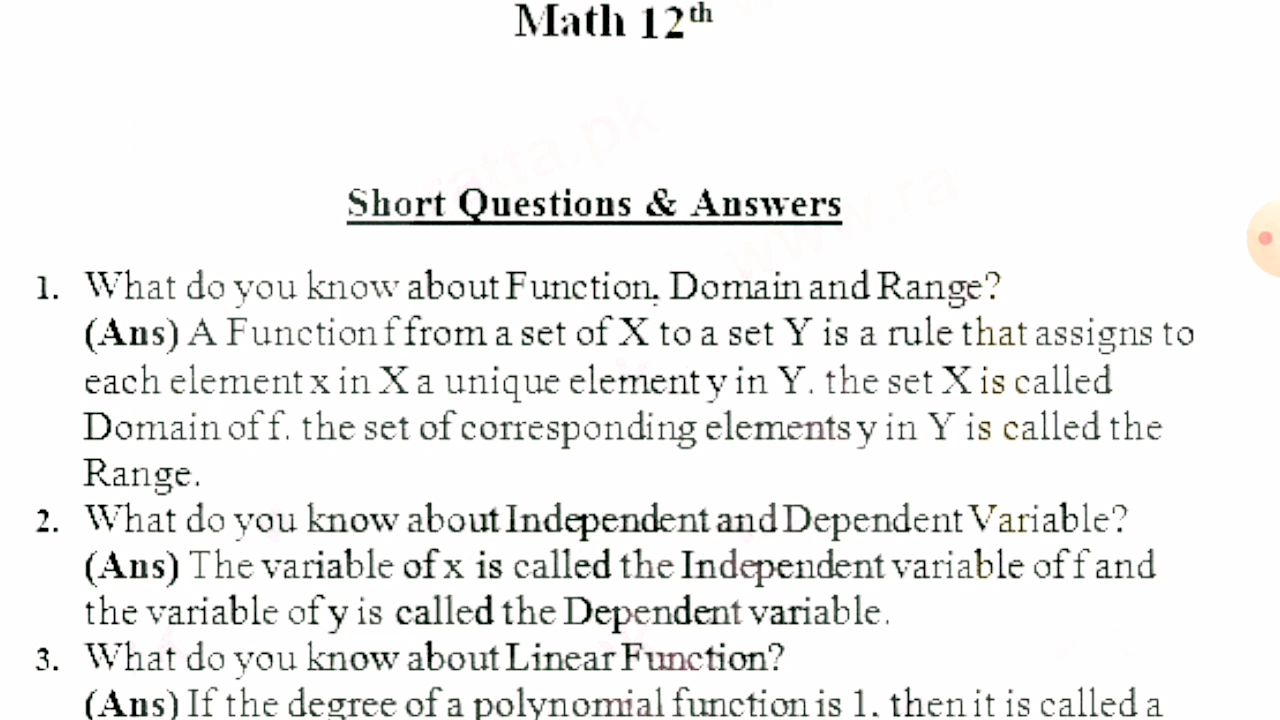 Math 12th
Short Questions & Answers
1. What do you know about Function, Domain and Range?
(Ans) A Function f from a set of X to a set Y is a rule that assigns to
each element x in X a unique element y in Y. the set X is called
Domain of f. the set of corresponding elements y in Y is called the
Range.
2. What do you know about Independent and Dependent Variable?
(Ans) The variable of x is called the Independent variable of f and
the variable of y is called the Dependent variable.
3. What do you know about Linear Function?
(Ans) If the degree of a polynomial function is 1, then it is called a